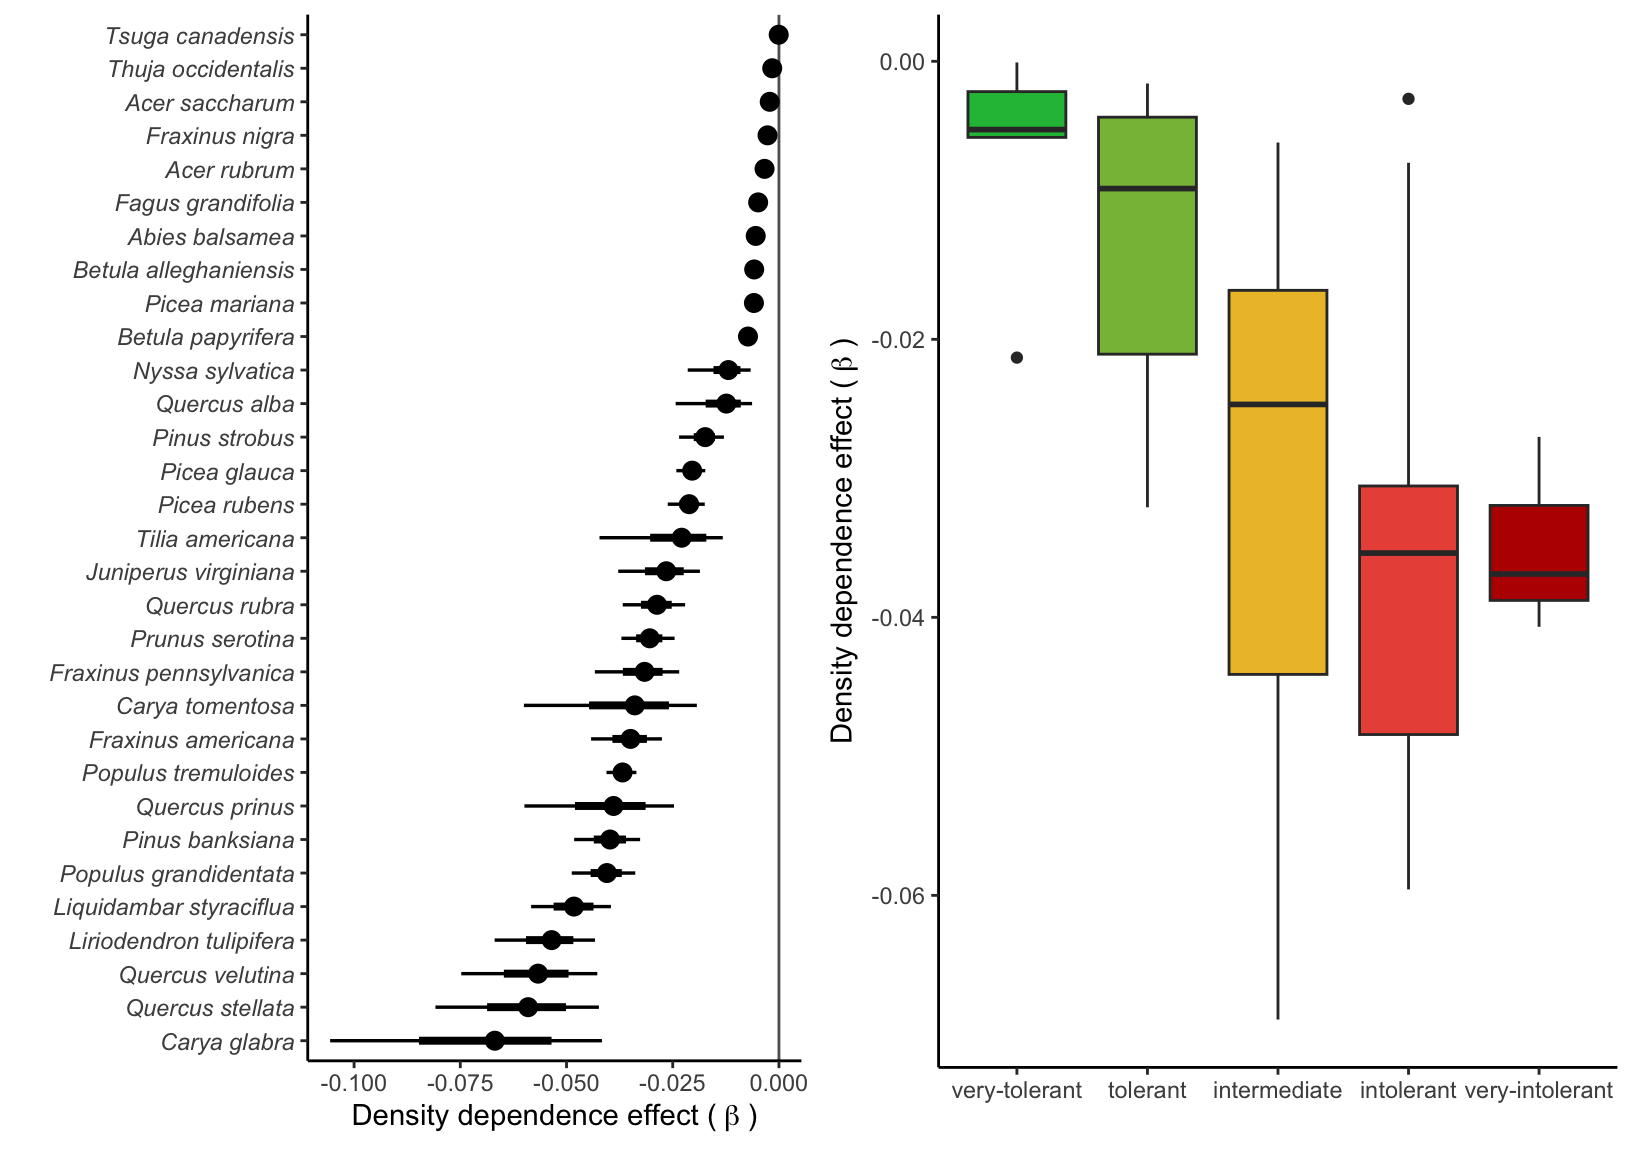 Tsuga canadensis
Thuja occidentalis
Acer saccharum
Fraxinus nigra
Acer rubrum
Fagus grandifolia
Abies balsamea
Betula alleghaniensis
Picea mariana
Betula papyrifera
Nyssa sylvatica
Quercus alba
Pinus strobus
Picea glauca
Picea rubens
Tilia americana
Juniperus virginiana
Quercus rubra
Prunus serotina
Fraxinus pennsylvanica
Carya tomentosa
Fraxinus americana
Populus tremuloides
Quercus prinus
Pinus banksiana
Populus grandidentata
Liquidambar styraciflua
Liriodendron tulipifera
Quercus velutina
Quercus stellata
Carya glabra
-0.100 -0.075 -0.050 -0.025 0.000
Density dependence effect ( β )
Density dependence effect ( β )
0.00
-0.02
-0.04
-0.06
very-tolerant tolerant intermediate intolerant very-intolerant